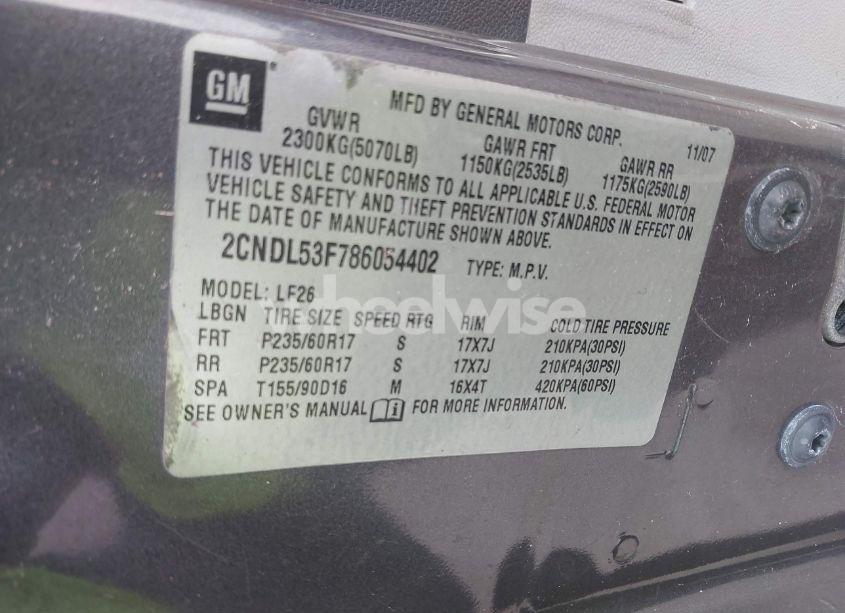 GM
MFD BY GENERAL MOTORS CORP. 11/07
GVWR GAWR FRT GAWR RR
2300KG(5070LB) 1150KG(2535LB) 1175KG(2590LB)
THIS VEHICLE CONFORMS TO ALL APPLICABLE U.S. FEDERAL MOTOR
VEHICLE SAFETY AND THEFT PREVENTION STANDARDS IN EFFECT ON
THE DATE OF MANUFACTURE SHOWN ABOVE.
2CNDL53F786054402 TYPE: M.P.V.
MODEL: LF26
wheelwise
LBGN TIRE SIZE SPEED RTG RIM COLD TIRE PRESSURE
FRT P235/60R17 S 17X7J 210KPA(30PSI)
RR P235/60R17 S 17X7J 210KPA(30PSI)
SPA T155/90D16 M 16X4T 420KPA(60PSI)
SEE OWNER'S MANUAL i FOR MORE INFORMATION.